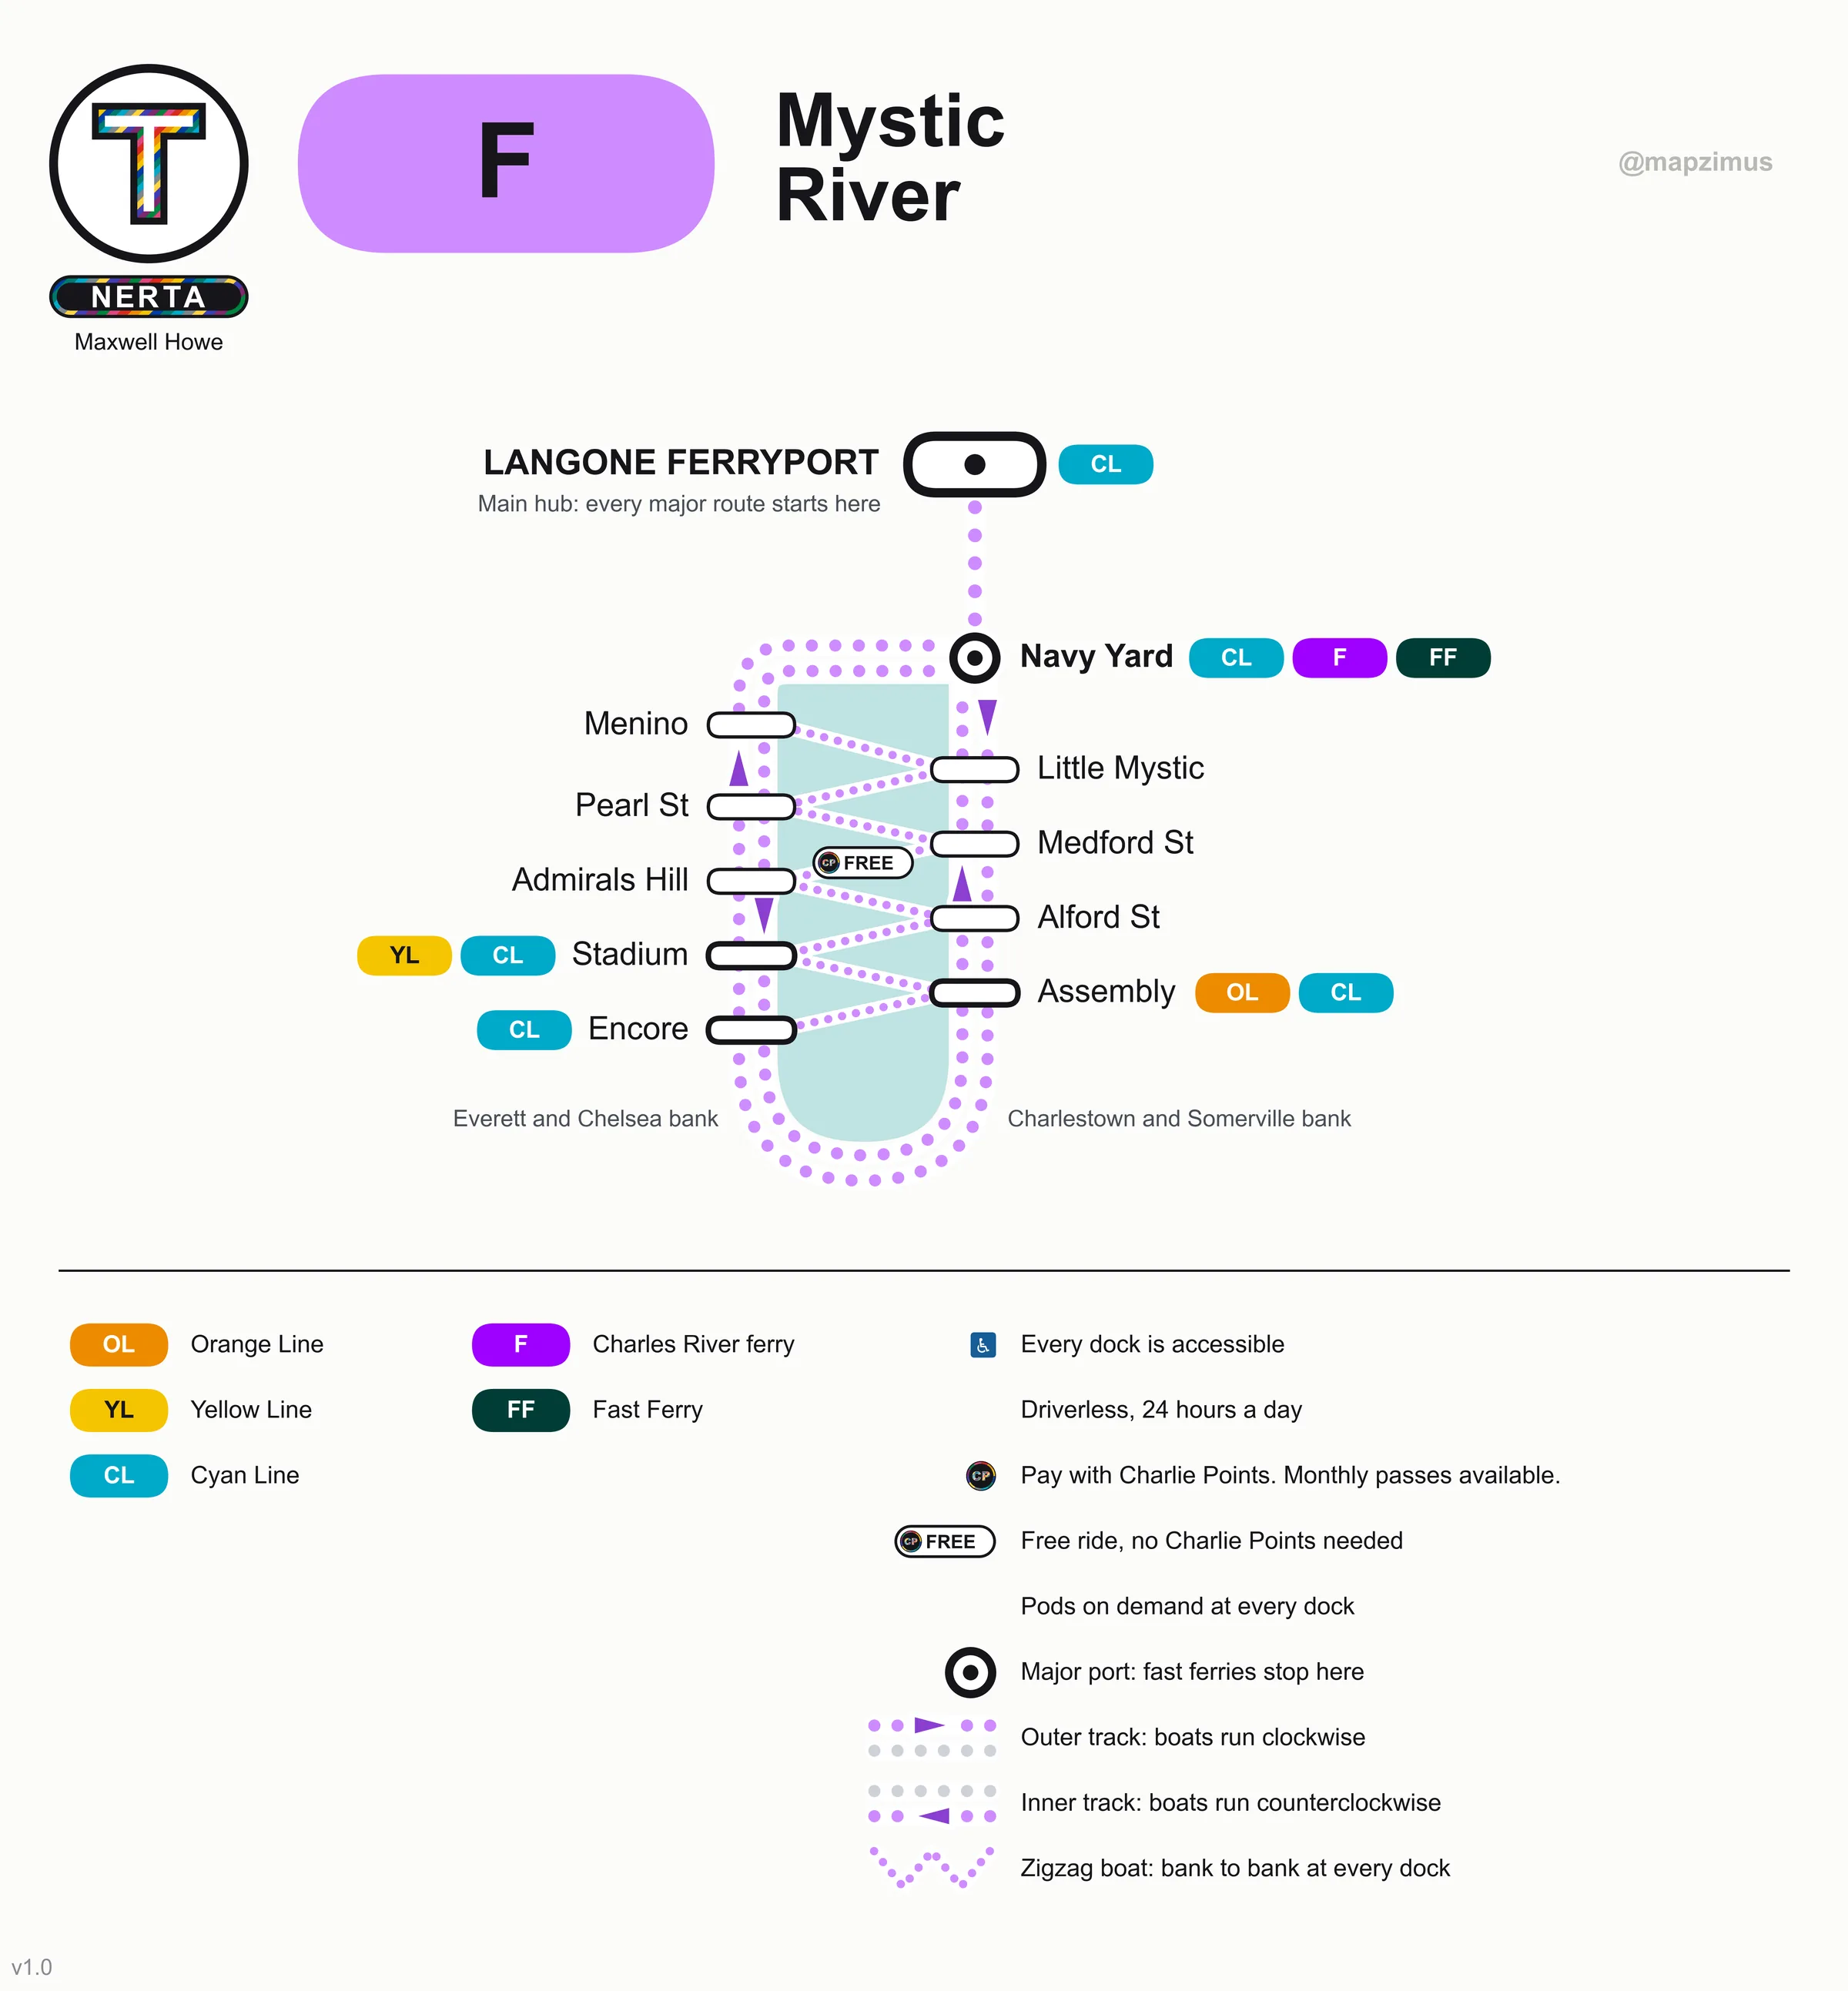 T
F
Mystic
River
@mapzimus
NERTA
Maxwell Howe
LANGONE FERRYPORT
CL
Main hub: every major route starts here
Navy Yard
CL
F
FF
Menino
Little Mystic
Pearl St
Medford St
CP FREE
Admirals Hill
Alford St
YL
CL
Stadium
Assembly
OL
CL
CL
Encore
Everett and Chelsea bank
Charlestown and Somerville bank
OL
Orange Line
F
Charles River ferry
Every dock is accessible
YL
Yellow Line
FF
Fast Ferry
Driverless, 24 hours a day
CL
Cyan Line
CP
Pay with Charlie Points. Monthly passes available.
CP FREE
Free ride, no Charlie Points needed
Pods on demand at every dock
Major port: fast ferries stop here
Outer track: boats run clockwise
Inner track: boats run counterclockwise
Zigzag boat: bank to bank at every dock
v1.0